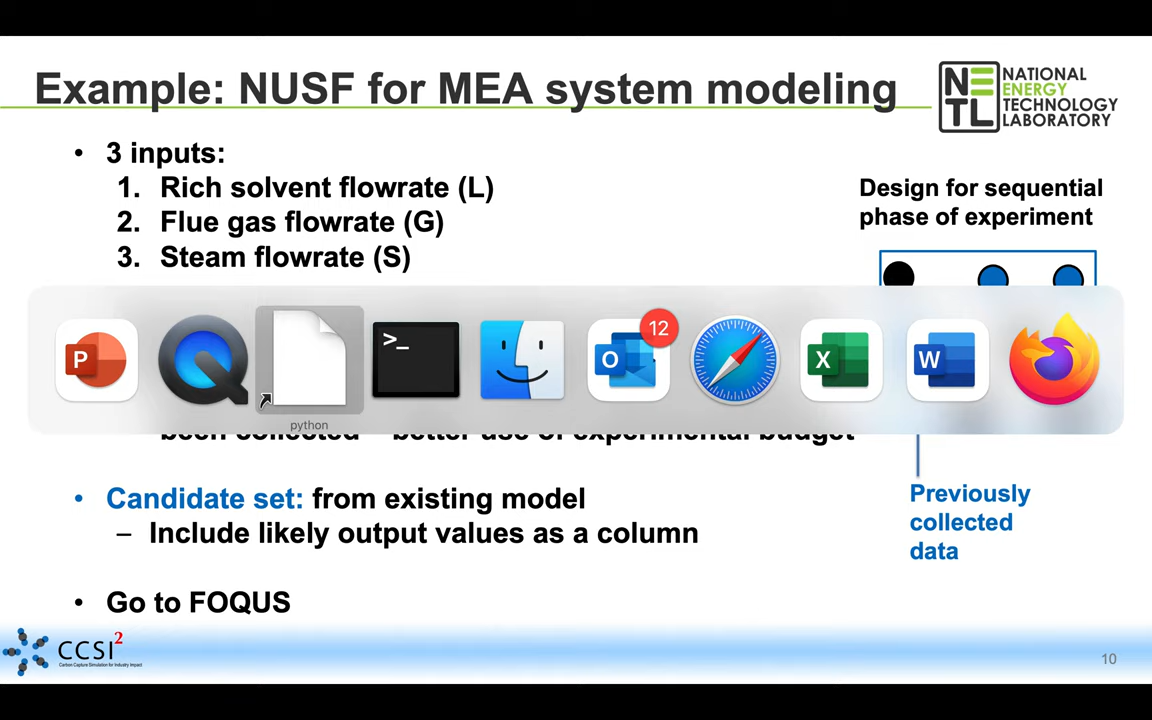 Example: NUSF for MEA system modeling
NATIONAL
ENERGY
TECHNOLOGY
LABORATORY
NE
TL
• 3 inputs:
1. Rich solvent flowrate (L)
2. Flue gas flowrate (G)
3. Steam flowrate (S)
Design for sequential
phase of experiment
P
>_
12
O
X
W
python
been collected – better use of experimental budget
• Candidate set: from existing model
– Include likely output values as a column
• Go to FOQUS
Previously
collected
data
CCSI2
Carbon Capture Simulation for Industry Impact
10